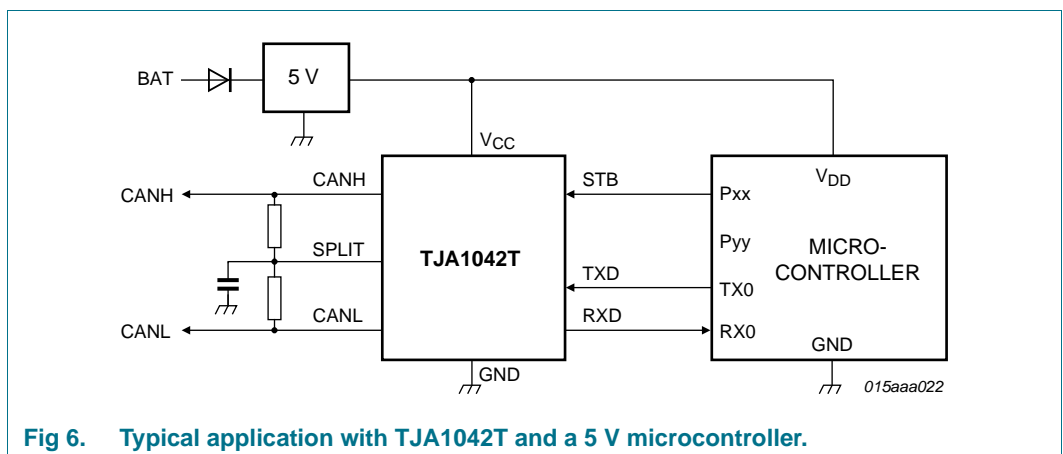 BAT
5 V
VCC
CANH
CANH
STB
Pxx
VDD
SPLIT
TJA1042T
Pyy
MICRO-
CONTROLLER
TXD
TX0
CANL
CANL
RXD
RX0
GND
GND
015aaa022
Fig 6. Typical application with TJA1042T and a 5 V microcontroller.